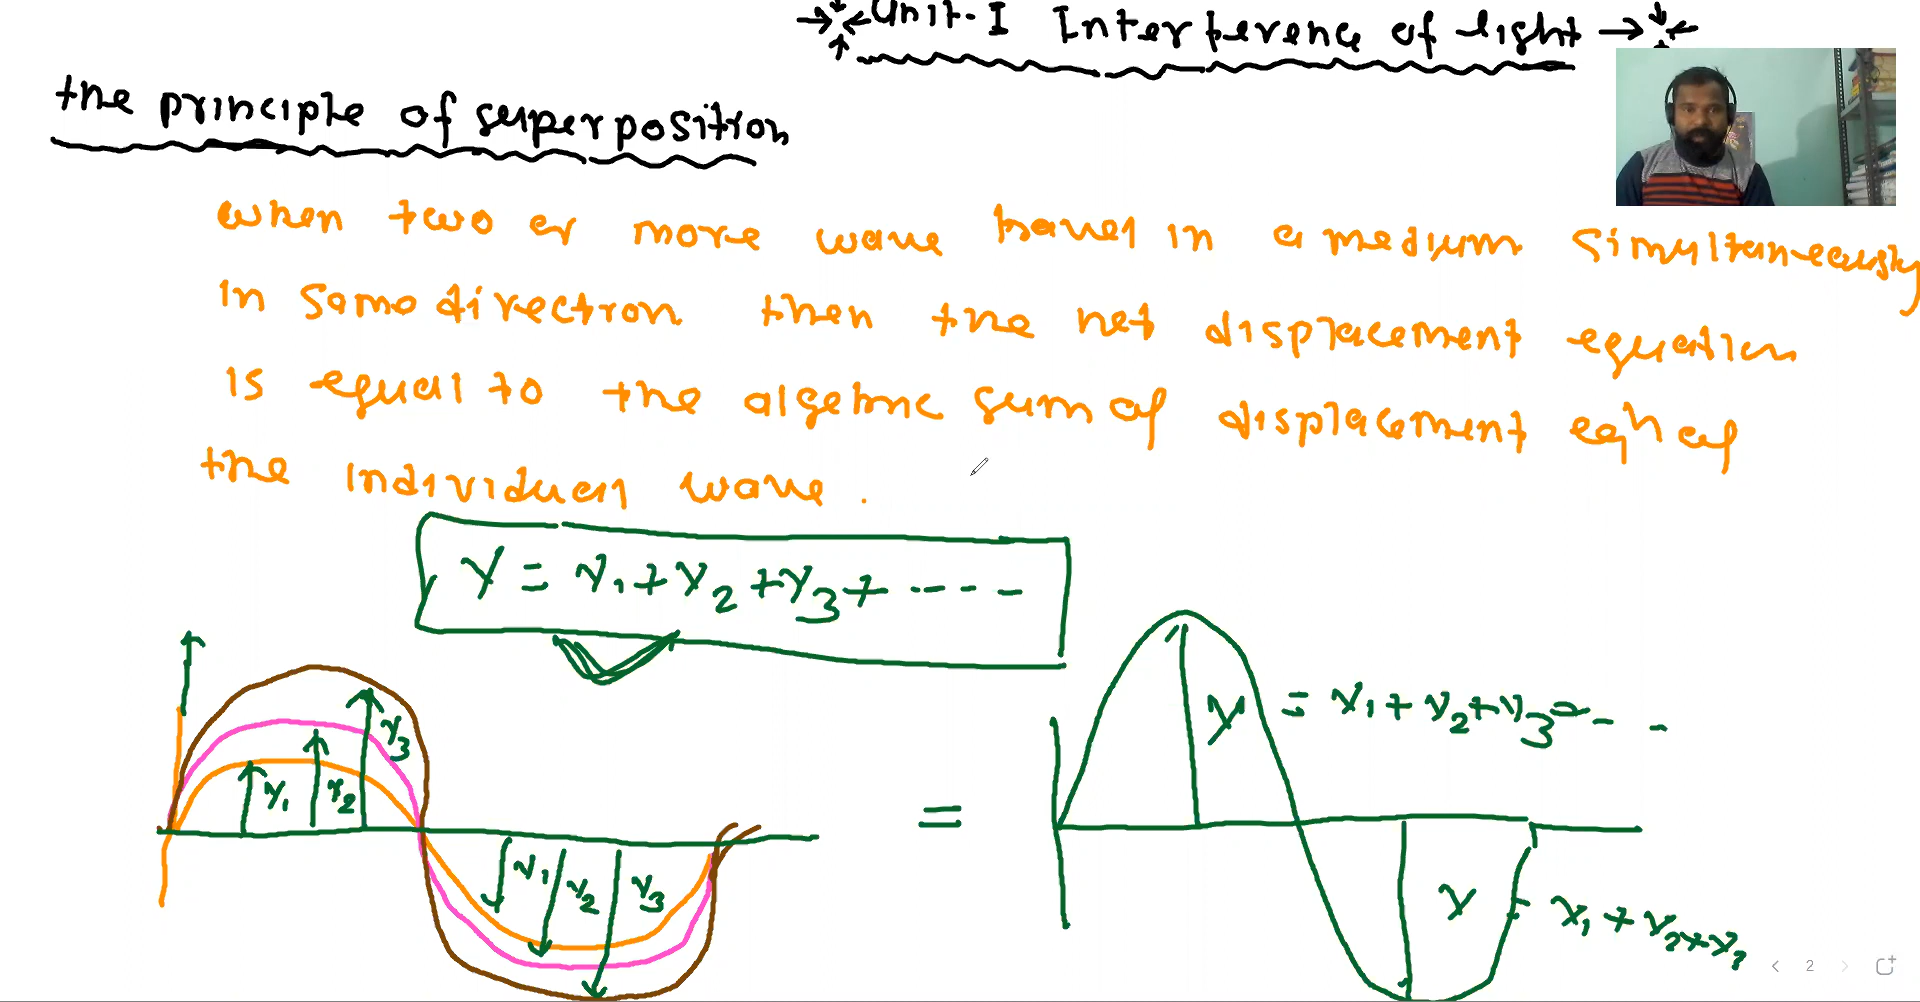 Unit-I Interference of light
the principle of superposition
when two or more wave travel in a medium simultaneously
in same direction then the net displacement equation
is equal to the algebric sum of displacement eqn of
the individual wave.
Y = Y1 + Y2 + Y3 + -----
Y1 Y2 Y3
Y = Y1 + Y2 + Y3 - - -
=
Y1 Y2 Y3
Y = Y1 + Y2 + Y3
2